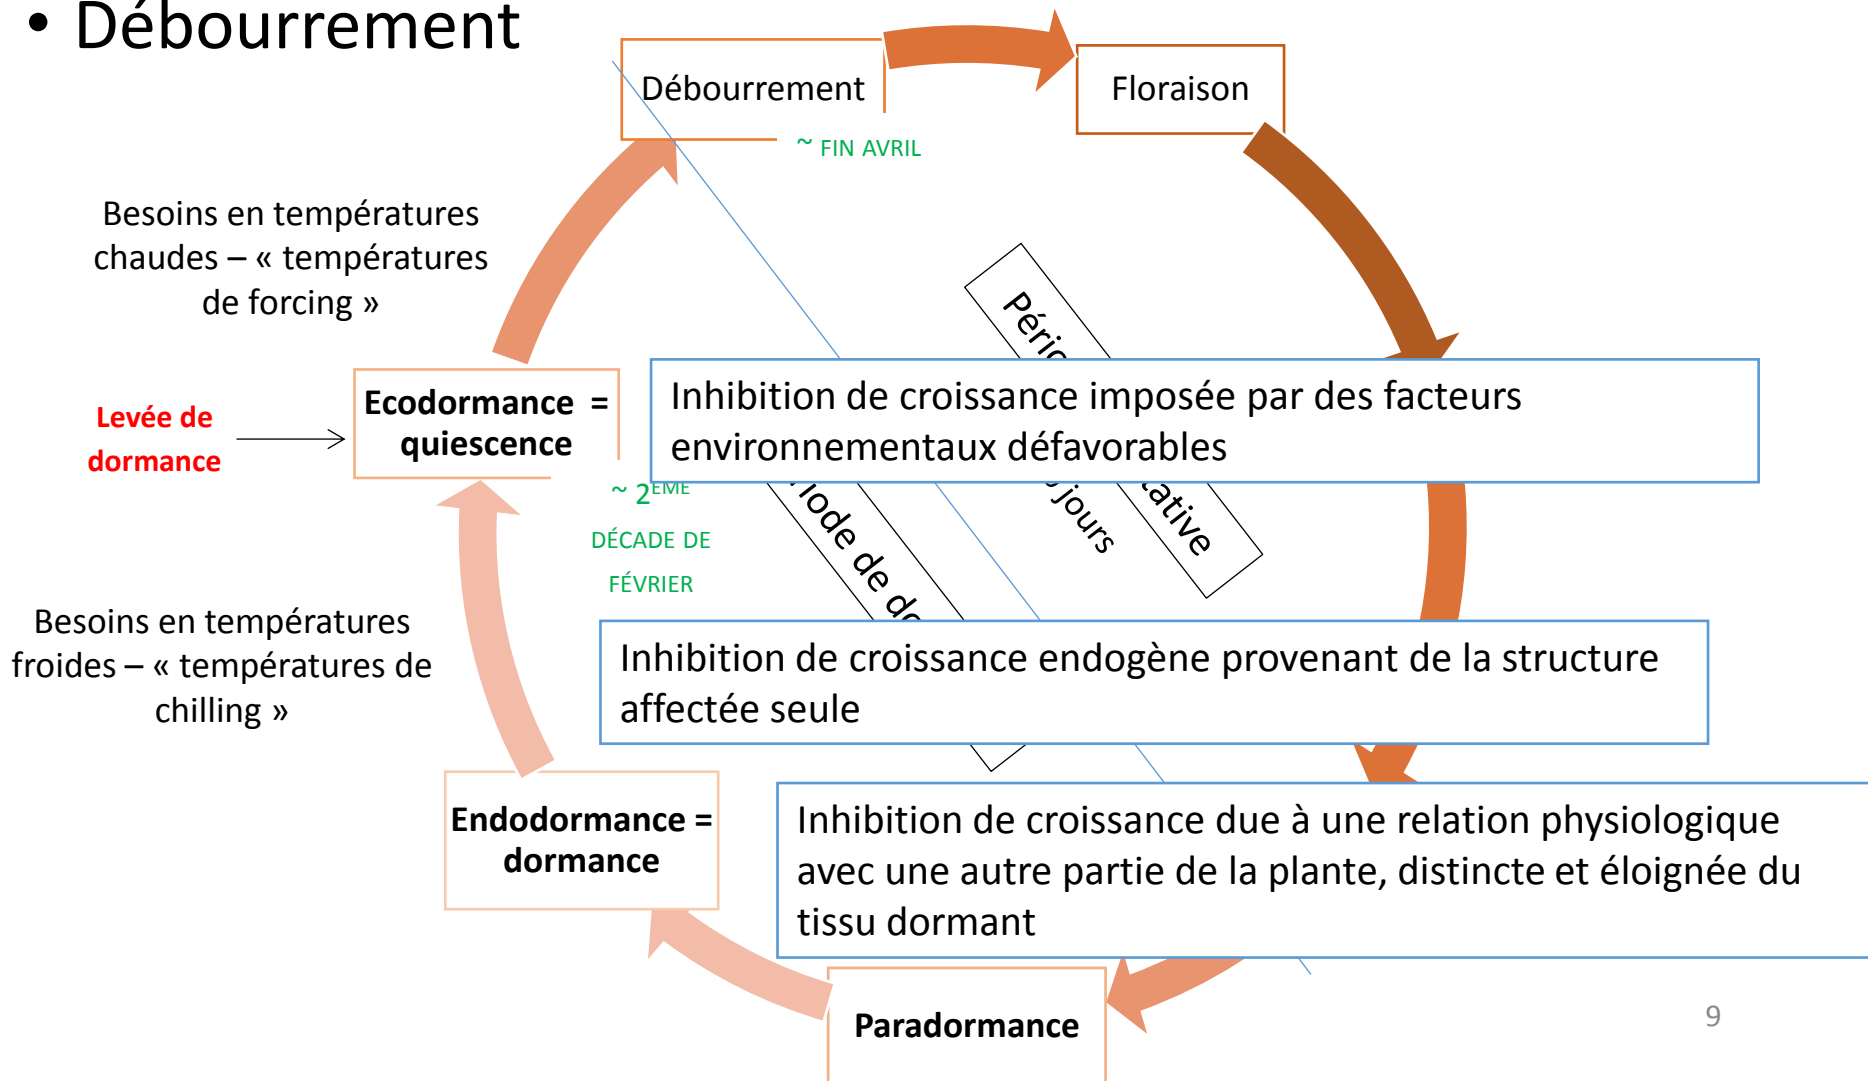 • Débourrement
Débourrement
Floraison
~ FIN AVRIL
Besoins en températures
chaudes – « températures
de forcing »
Levée de
dormance
Ecodormance =
quiescence
Inhibition de croissance imposée par des facteurs
environnementaux défavorables
~ 2ÈME
DÉCADE DE
FÉVRIER
jours
de
Besoins en températures
froides – « températures de
chilling »
Inhibition de croissance endogène provenant de la structure
affectée seule
Endodormance =
dormance
Inhibition de croissance due à une relation physiologique
avec une autre partie de la plante, distincte et éloignée du
tissu dormant
Paradormance
9